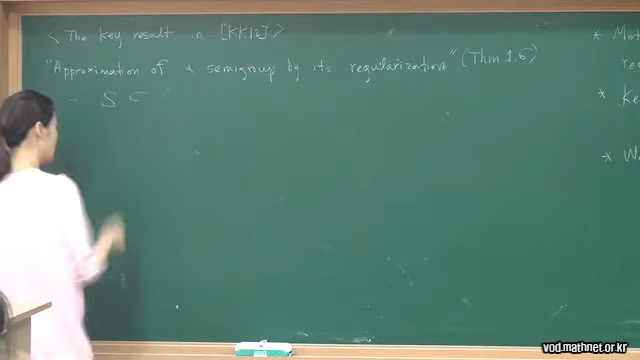 < The key result in [KK12] >
"Approximation of a semigroup by its regularization" (Thm 1.6)
- S ⊂
* Mot
re
* Ke
* W
vod.mathnet.or.kr